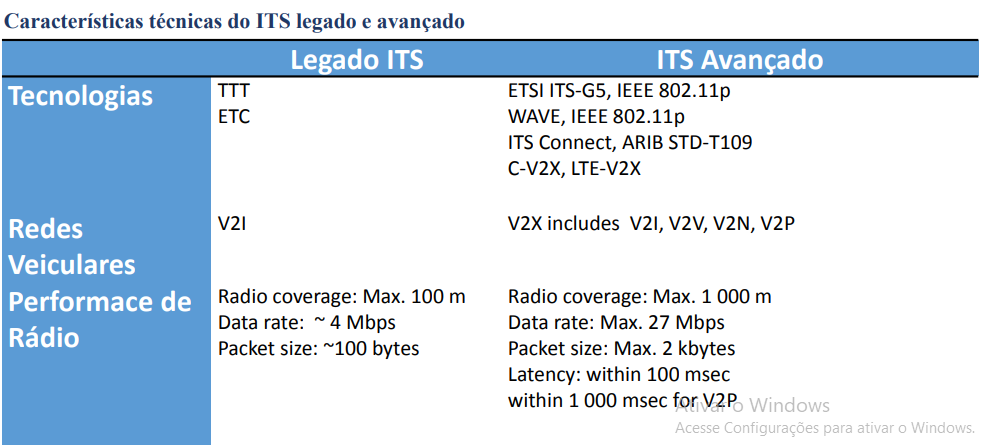 Características técnicas do ITS legado e avançado
Legado ITS
ITS Avançado
Tecnologias
TTT
ETC
ETSI ITS-G5, IEEE 802.11p
WAVE, IEEE 802.11p
ITS Connect, ARIB STD-T109
C-V2X, LTE-V2X
Redes
Veiculares
V2I
V2X includes V2I, V2V, V2N, V2P
Performace de
Rádio
Radio coverage: Max. 100 m
Data rate: ~ 4 Mbps
Packet size: ~100 bytes
Radio coverage: Max. 1 000 m
Data rate: Max. 27 Mbps
Packet size: Max. 2 kbytes
Latency: within 100 msec
within 1 000 msec for V2P
Ativar o Windows
Acesse Configurações para ativar o Windows.